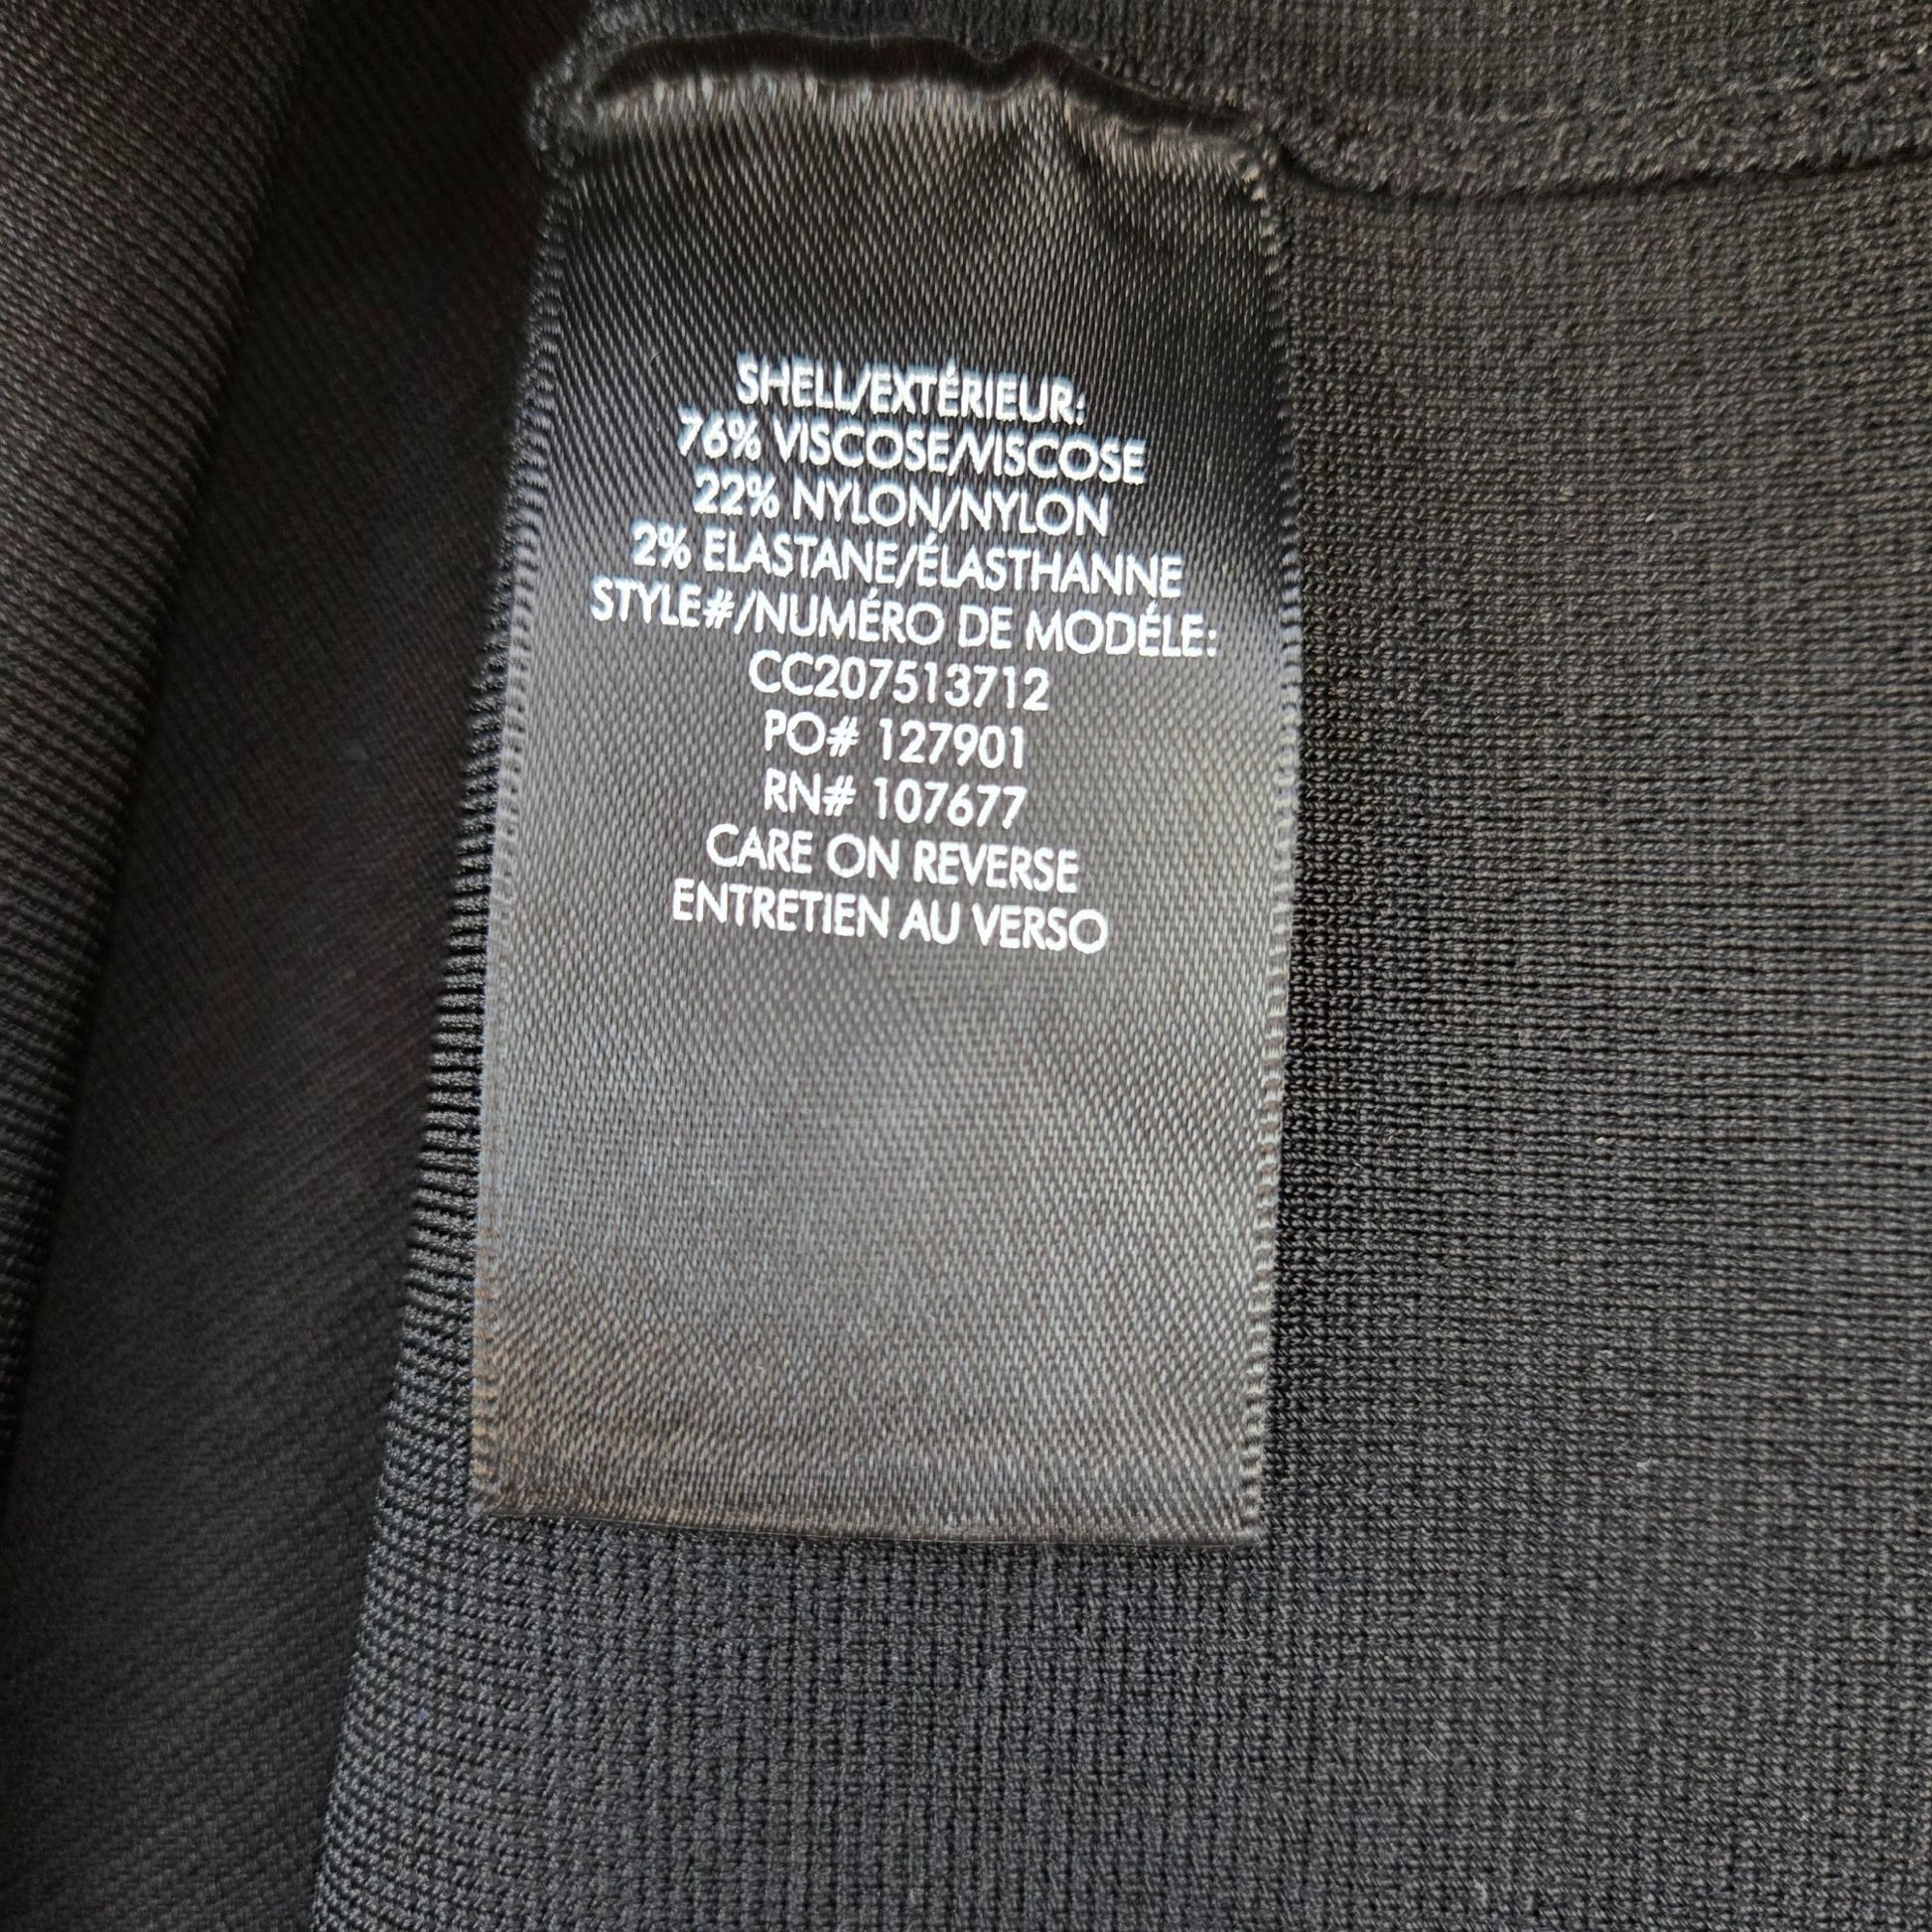 SHELL/EXTÉRIEUR:
76% VISCOSE/VISCOSE
22% NYLON/NYLON
2% ELASTANE/ÉLASTHANNE
STYLE#/NUMÉRO DE MODÉLE:
CC207513712
PO# 127901
RN# 107677
CARE ON REVERSE
ENTRETIEN AU VERSO